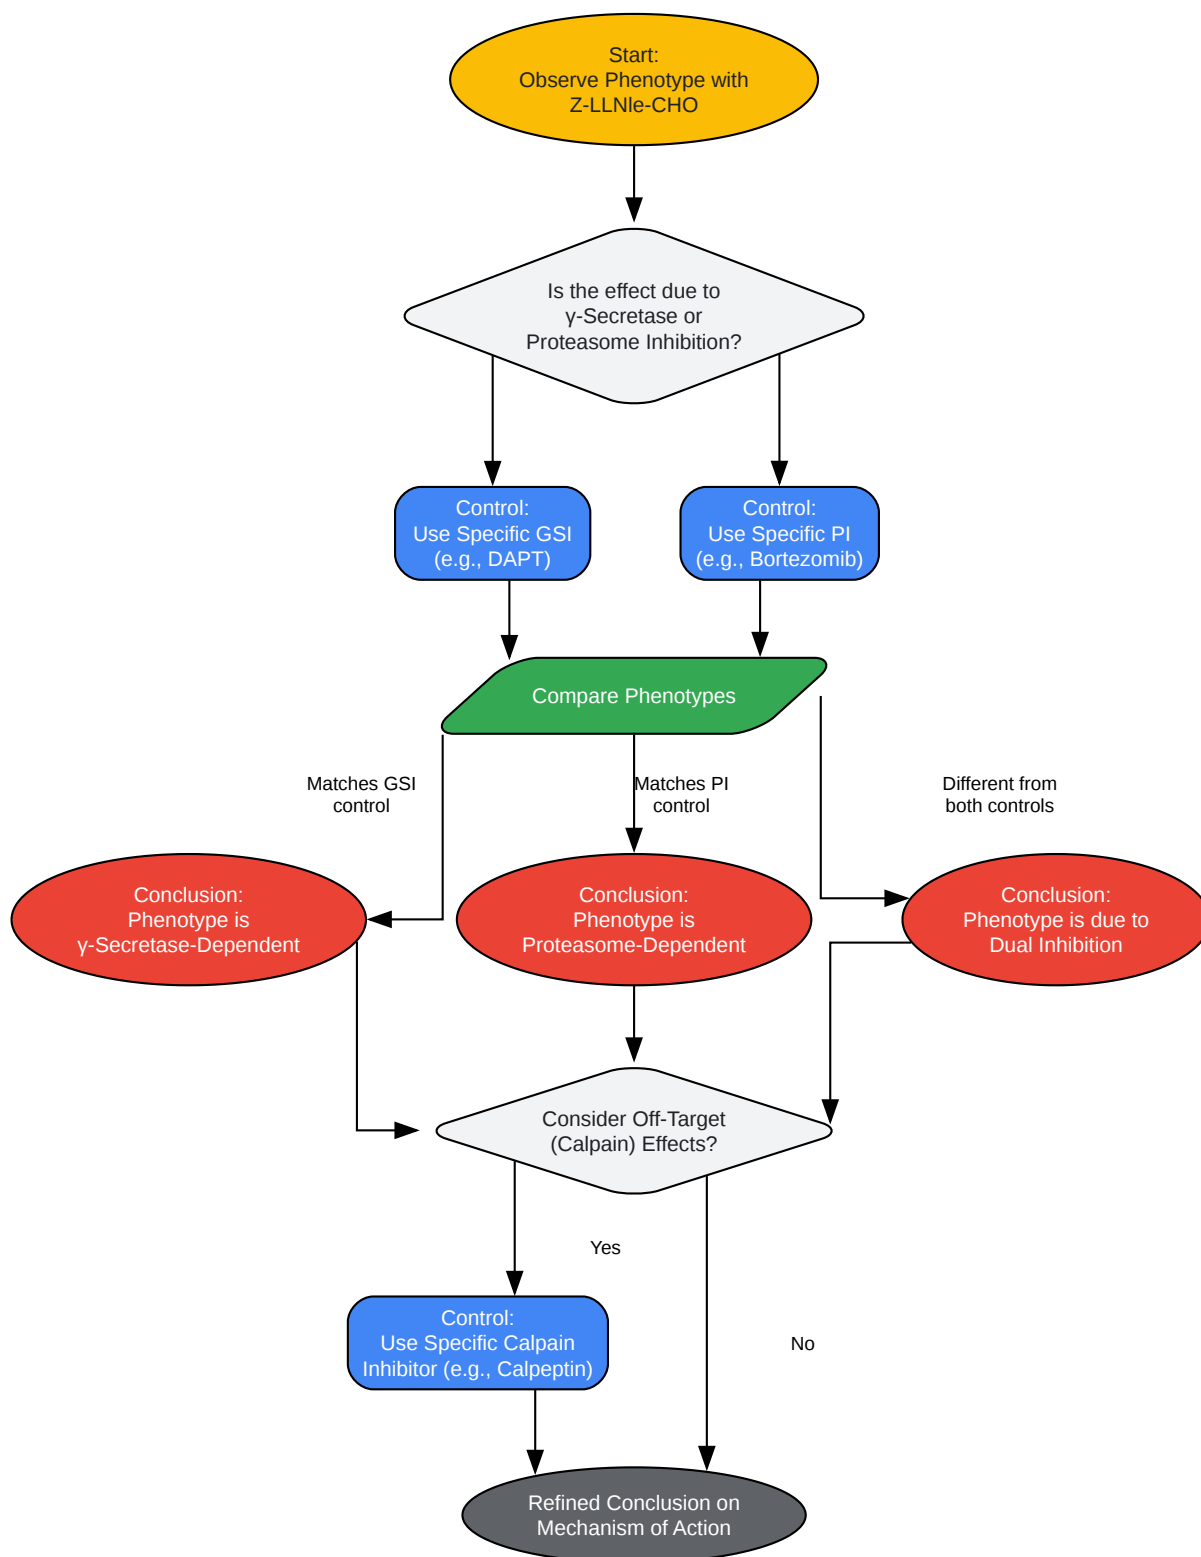 Start:
Observe Phenotype with
Z-LLNle-CHO
Is the effect due to
γ-Secretase or
Proteasome Inhibition?
Control:
Use Specific GSI
(e.g., DAPT)
Control:
Use Specific PI
(e.g., Bortezomib)
Compare Phenotypes
Matches GSI
control
Matches PI
control
Different from
both controls
Conclusion:
Phenotype is
γ-Secretase-Dependent
Conclusion:
Phenotype is
Proteasome-Dependent
Conclusion:
Phenotype is due to
Dual Inhibition
Consider Off-Target
(Calpain) Effects?
Yes
Control:
Use Specific Calpain
Inhibitor (e.g., Calpeptin)
No
Refined Conclusion on
Mechanism of Action